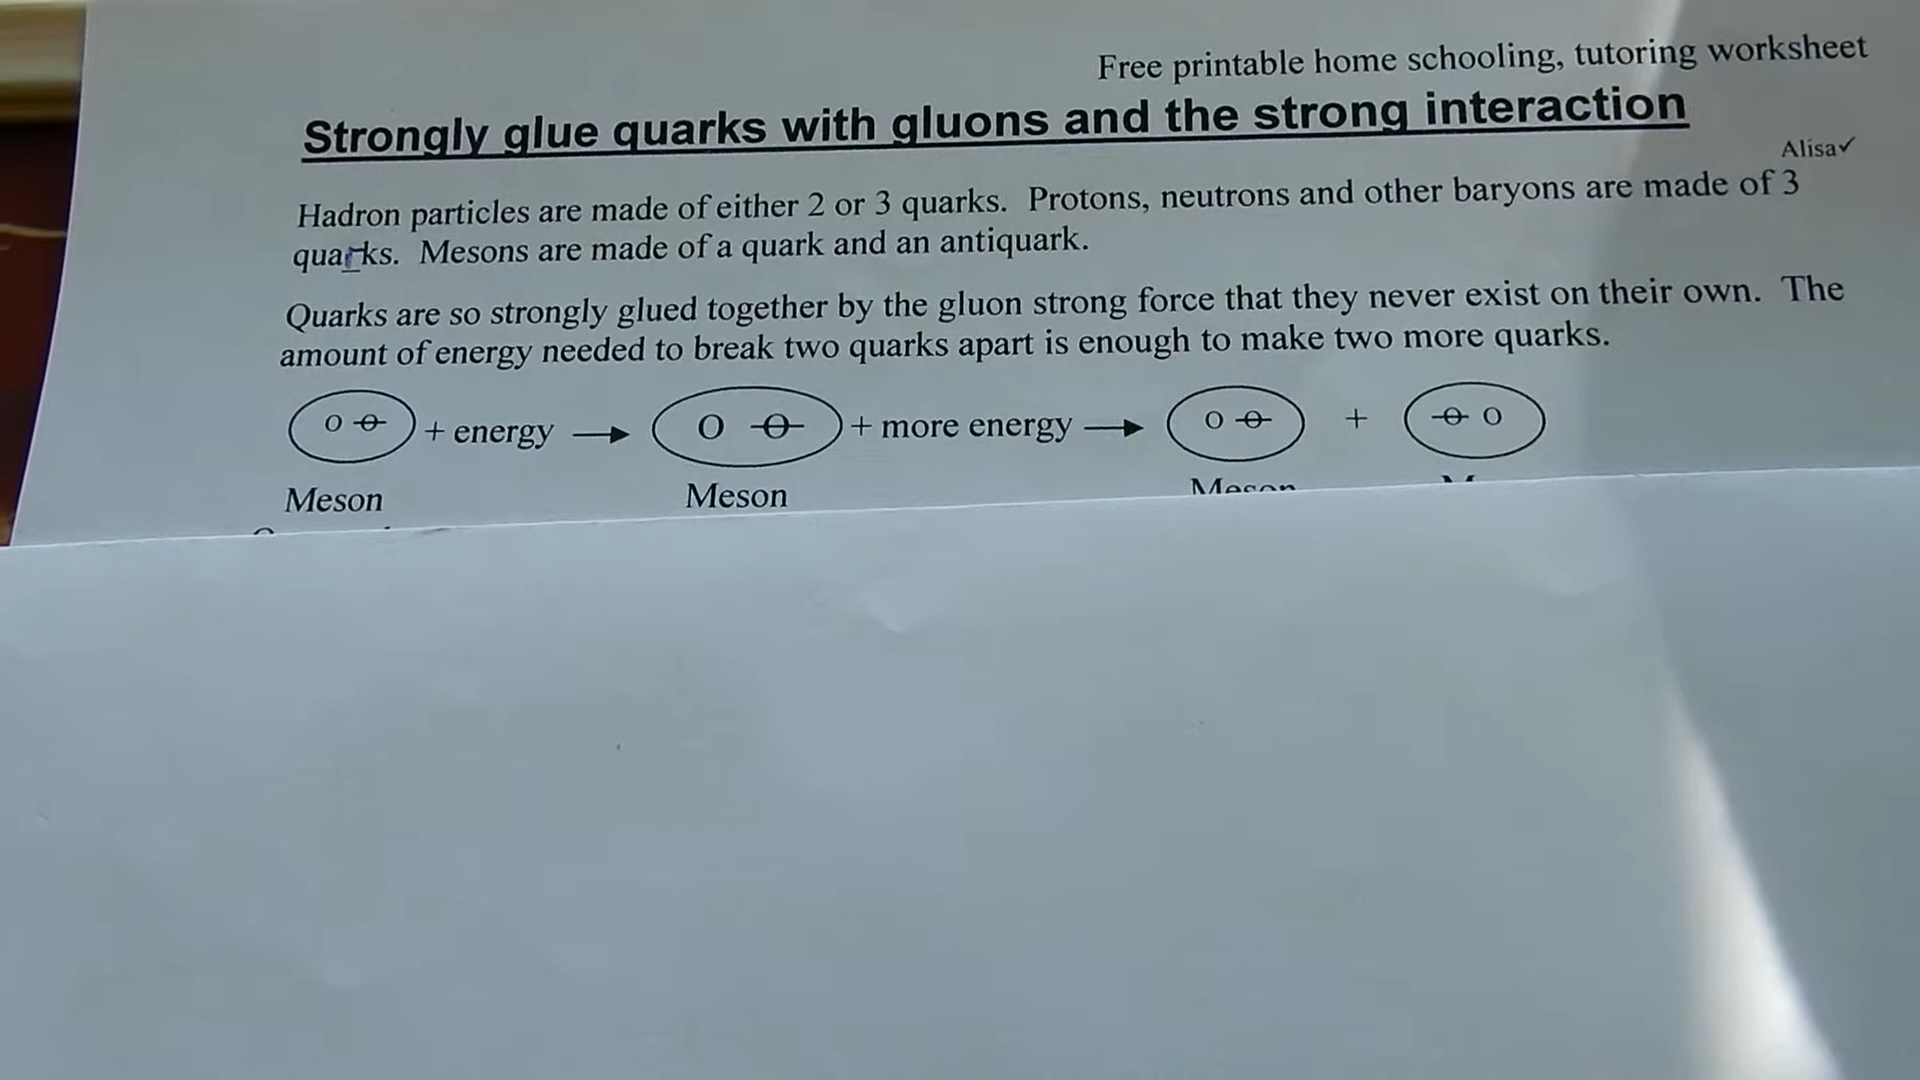 Free printable home schooling, tutoring worksheet
Strongly glue quarks with gluons and the strong interaction
Alisa✓
Hadron particles are made of either 2 or 3 quarks. Protons, neutrons and other baryons are made of 3
quarks. Mesons are made of a quark and an antiquark.
Quarks are so strongly glued together by the gluon strong force that they never exist on their own. The
amount of energy needed to break two quarks apart is enough to make two more quarks.
+ energy → + more energy → +
Meson Meson Meson